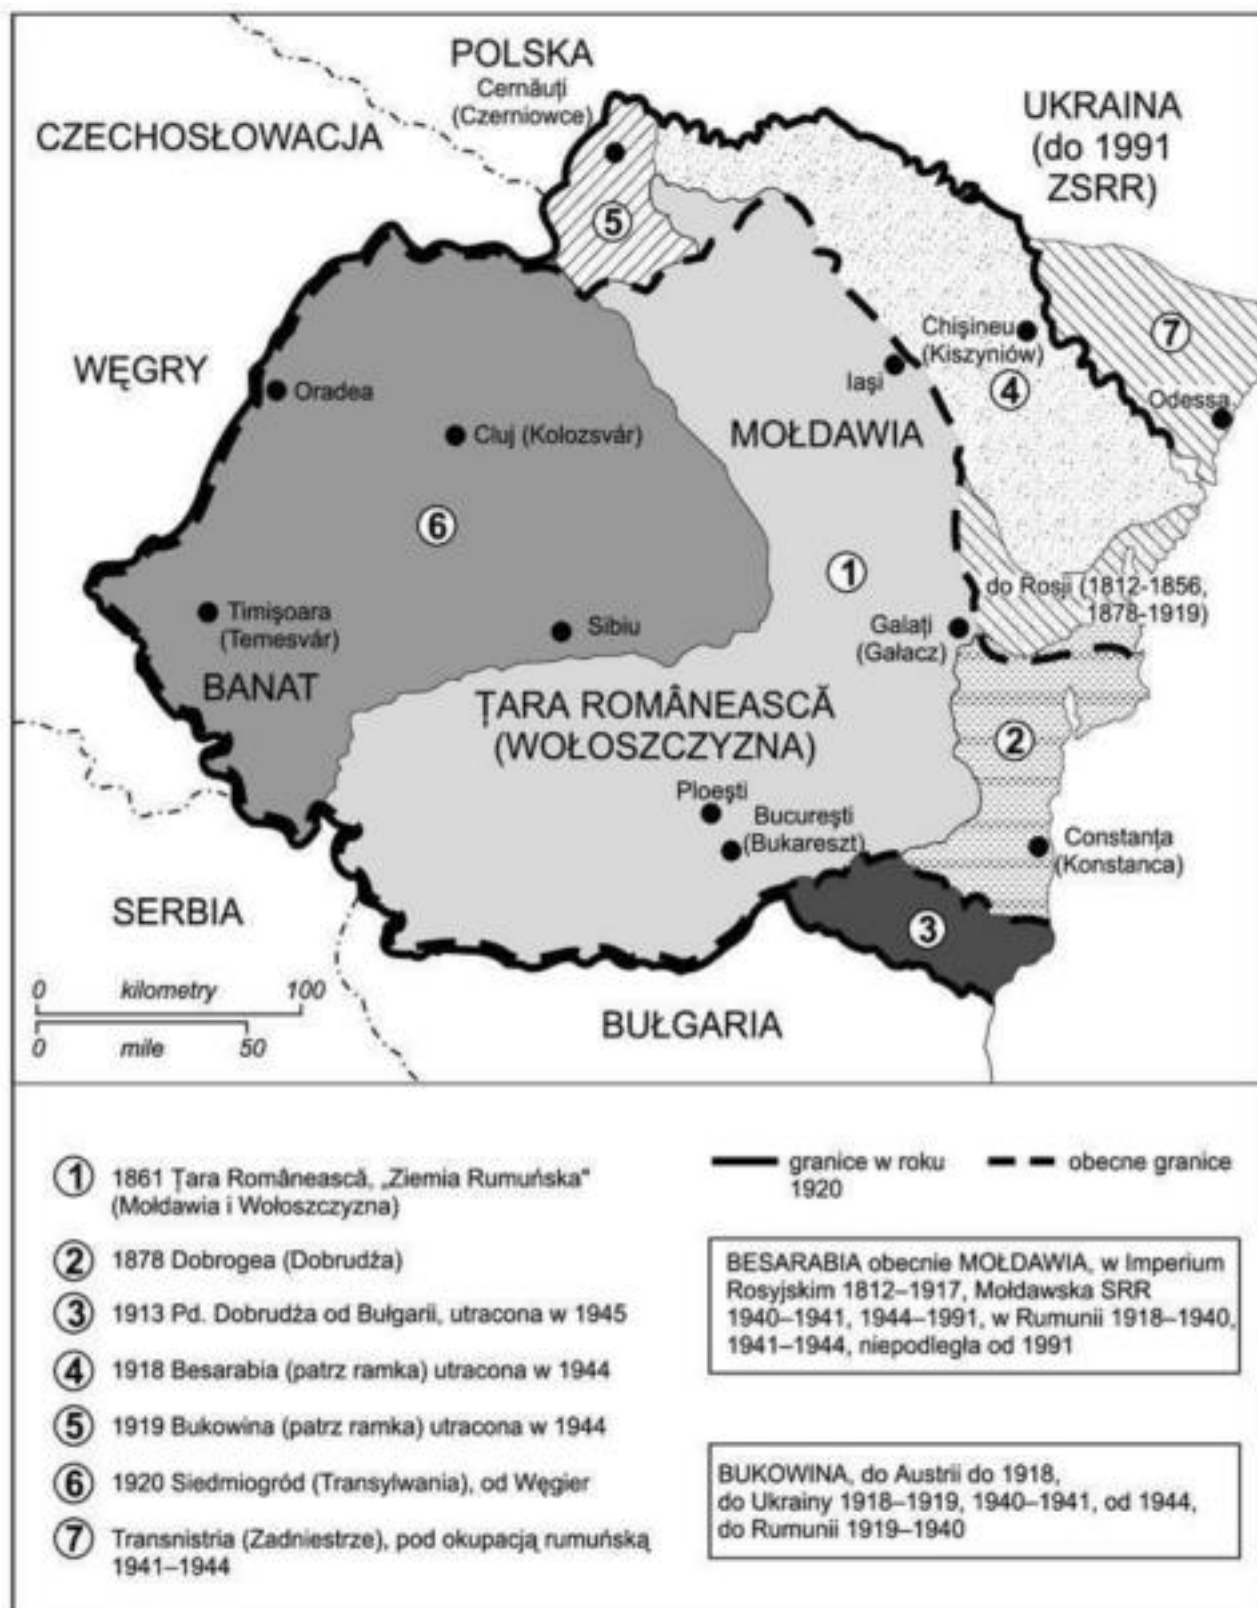 POLSKA
Cernăuţi
(Czerniowce)
CZECHOSŁOWACJA
UKRAINA
(do 1991
ZSRR)
5
7
WĘGRY
Chişineu
(Kiszyniów)
Oradea
Iaşi
4
Odessa
Cluj (Kolozsvár)
MOŁDAWIA
6
1
do Rosji (1812-1856,
1878-1919)
Timişoara
(Temesvár)
Sibiu
Galaţi
(Gałacz)
BANAT
ŢARA ROMÂNEASCĂ
(WOŁOSZCZYZNA)
2
Ploeşti
Bucureşti
(Bukareszt)
Constanţa
(Konstanca)
SERBIA
3
0 kilometry 100
0 mile 50
BUŁGARIA
1 1861 Ţara Românească, „Ziemia Rumuńska"
(Mołdawia i Wołoszczyzna)
2 1878 Dobrogea (Dobrudża)
3 1913 Pd. Dobrudża od Bułgarii, utracona w 1945
4 1918 Besarabia (patrz ramka) utracona w 1944
5 1919 Bukowina (patrz ramka) utracona w 1944
6 1920 Siedmiogród (Transylwania), od Węgier
7 Transnistria (Zadniestrze), pod okupacją rumuńską
1941–1944
granice w roku
1920
obecne granice
BESARABIA obecnie MOŁDAWIA, w Imperium
Rosyjskim 1812–1917, Mołdawska SRR
1940–1941, 1944–1991, w Rumunii 1918–1940,
1941–1944, niepodległa od 1991
BUKOWINA, do Austrii do 1918,
do Ukrainy 1918–1919, 1940–1941, od 1944,
do Rumunii 1919–1940